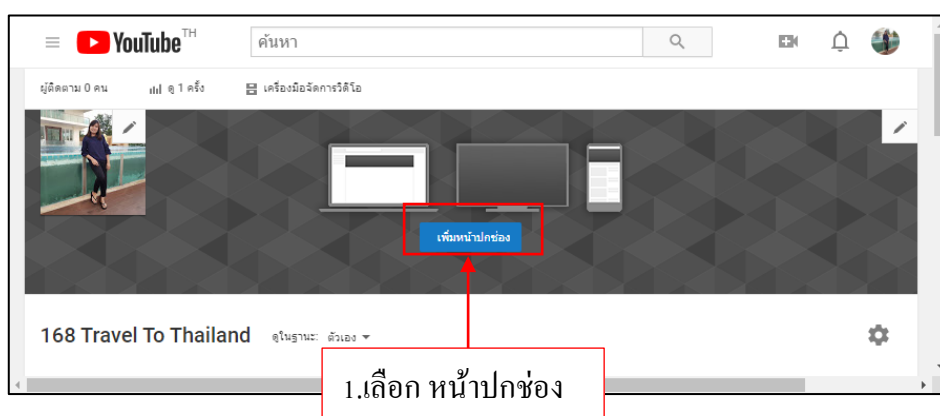 YouTube TH
ค้นหา
ผู้ติดตาม 0 คน ดู 1 ครั้ง เครื่องมือจัดการวิดีโอ
เพิ่มหน้าปกช่อง
168 Travel To Thailand ดูในฐานะ: ตัวเอง
1.เลือก หน้าปกช่อง